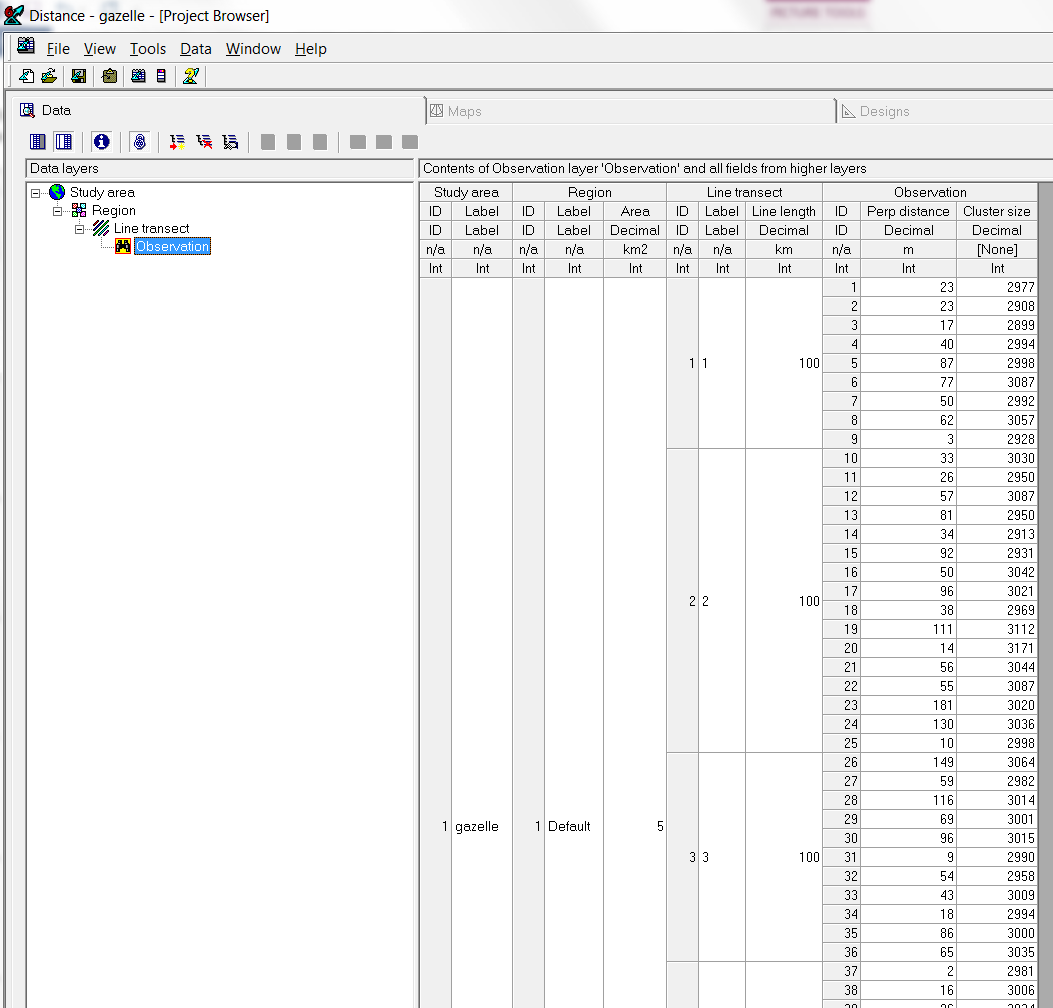 PICTURE TOOLS
Distance - gazelle - [Project Browser]
File View Tools Data Window Help
Data Maps Designs
Data layers
Study area
Region
Line transect
Observation
Contents of Observation layer 'Observation' and all fields from higher layers
Study area Region Line transect Observation
ID Label ID Label Area ID Label Line length ID Perp distance Cluster size
ID Label ID Label Decimal ID Label Decimal ID Decimal Decimal
n/a n/a n/a n/a km2 n/a n/a km n/a m [None]
Int Int Int Int Int Int Int Int Int Int Int
1 23 2977
2 23 2908
3 17 2899
4 40 2994
1 1 100 5 87 2998
6 77 3087
7 50 2992
8 62 3057
9 3 2928
10 33 3030
11 26 2950
12 57 3087
13 81 2950
14 34 2913
15 92 2931
16 50 3042
17 96 3021
2 2 100
18 38 2969
19 111 3112
20 14 3171
21 56 3044
22 55 3087
23 181 3020
24 130 3036
25 10 2998
26 149 3064
27 59 2982
28 116 3014
29 69 3001
1 gazelle 1 Default 5
30 96 3015
3 3 100
31 9 2990
32 54 2958
33 43 3009
34 18 2994
35 86 3000
36 65 3035
37 2 2981
38 16 3006